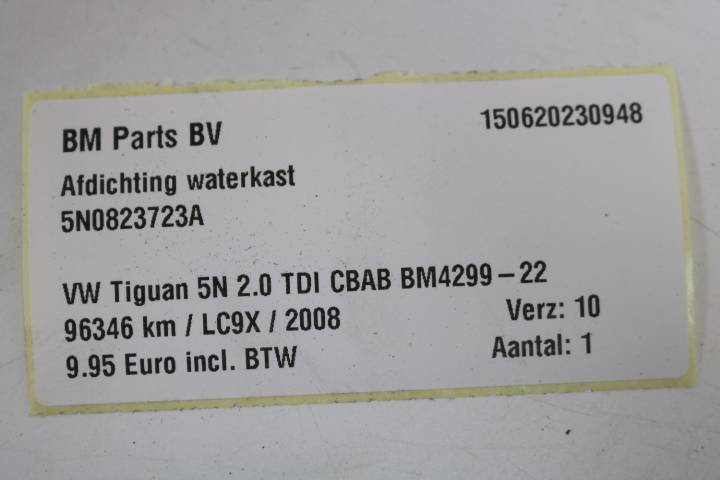 BM Parts BV 150620230948
Afdichting waterkast
5N0823723A
VW Tiguan 5N 2.0 TDI CBAB BM4299-22
96346 km / LC9X / 2008 Verz: 10
9.95 Euro incl. BTW Aantal: 1